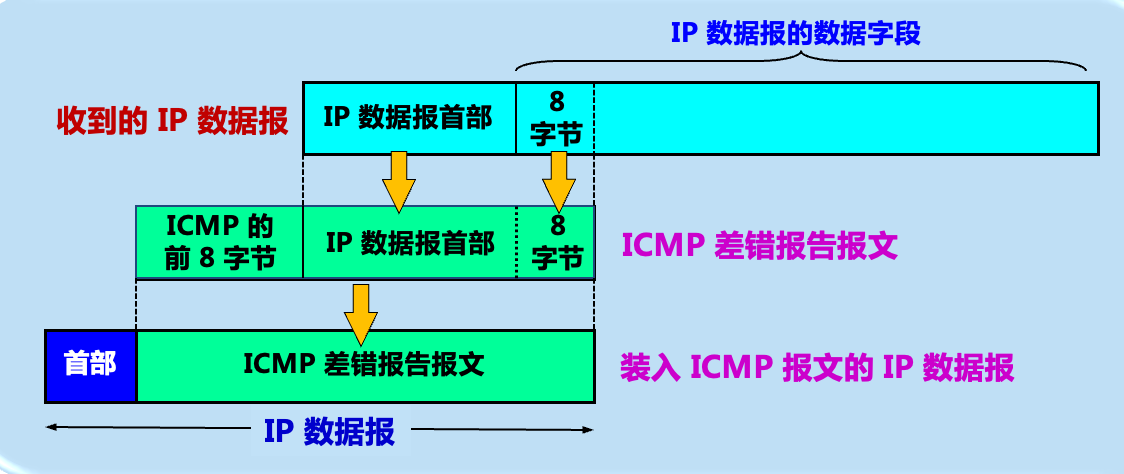 IP 数据报的数据字段
收到的 IP 数据报
IP 数据报首部
8
字节
ICMP 的
前 8 字节
IP 数据报首部
8
字节
ICMP 差错报告报文
首部
ICMP 差错报告报文
装入 ICMP 报文的 IP 数据报
IP 数据报